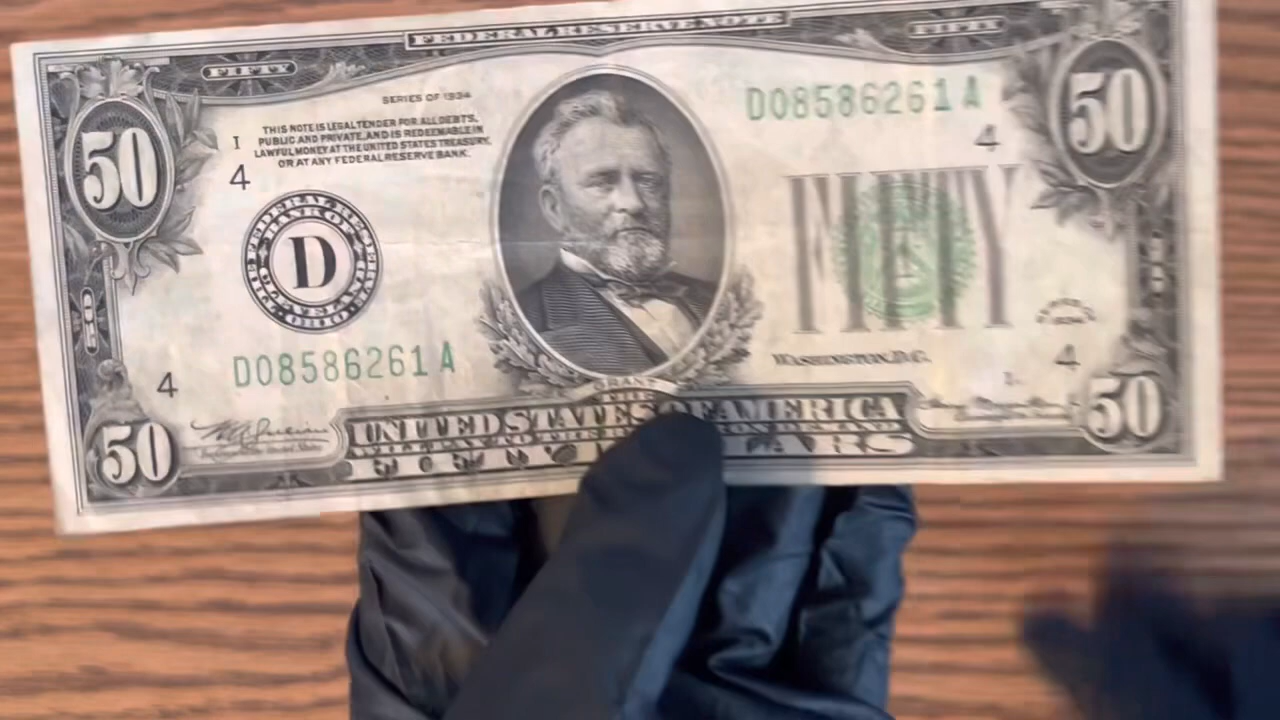 FEDERAL RESERVE NOTE
FIFTY
FIFTY
50
50
SERIES OF 1934
D08586261A
THIS NOTE IS LEGAL TENDER FOR ALL DEBTS,
PUBLIC AND PRIVATE, AND IS REDEEMABLE IN
LAWFUL MONEY AT THE UNITED STATES TREASURY,
OR AT ANY FEDERAL RESERVE BANK.
I
4
4
D
FIFTY
WASHINGTON, D.C.
D08586261A
4
4
GRANT
50
50
UNITED STATES OF AMERICA